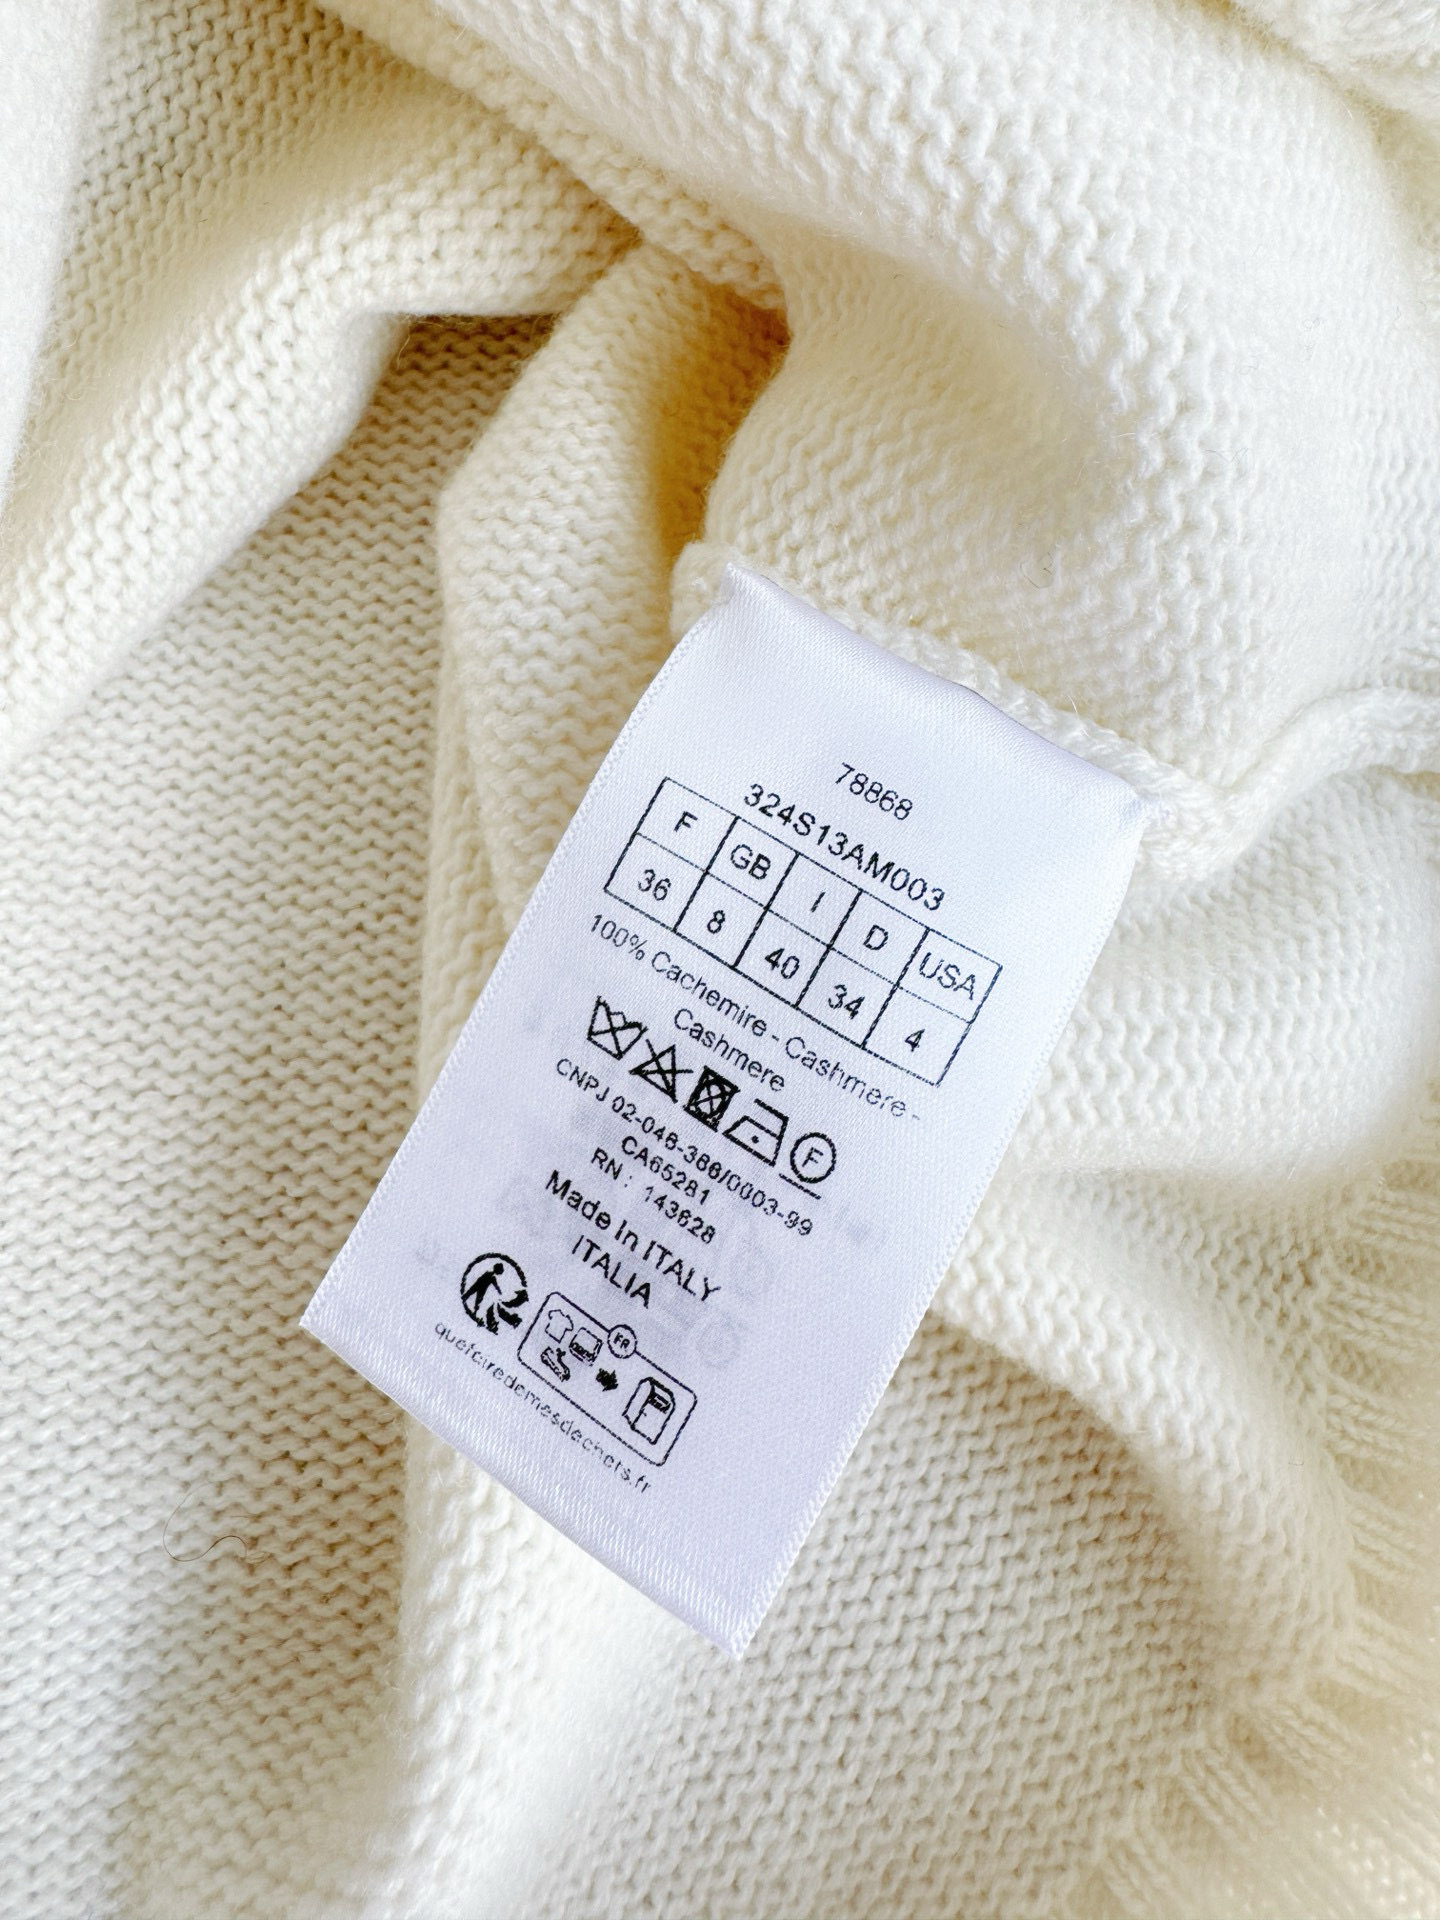 78868
324S13AM003
F GB I D USA
36 8 40 34 4
100% Cachemire - Cashmere -
Cashmere
F
CNPJ 02-046-386/0003-99
CA65281
RN : 143628
Made In ITALY
ITALIA
FR
quefairedemesdechets.fr